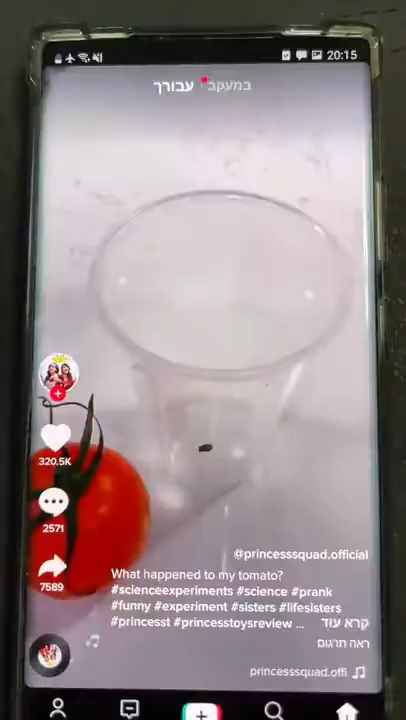 20:15
עבורך במעקב
320.5K
2571
7589
@princesssquad.official
What happened to my tomato?
#scienceexperiments #science #prank
#funny #experiment #sisters #lifesisters
#princesst #princesstoysreview ... קרא עוד
ראה תרגום
princesssquad.offi